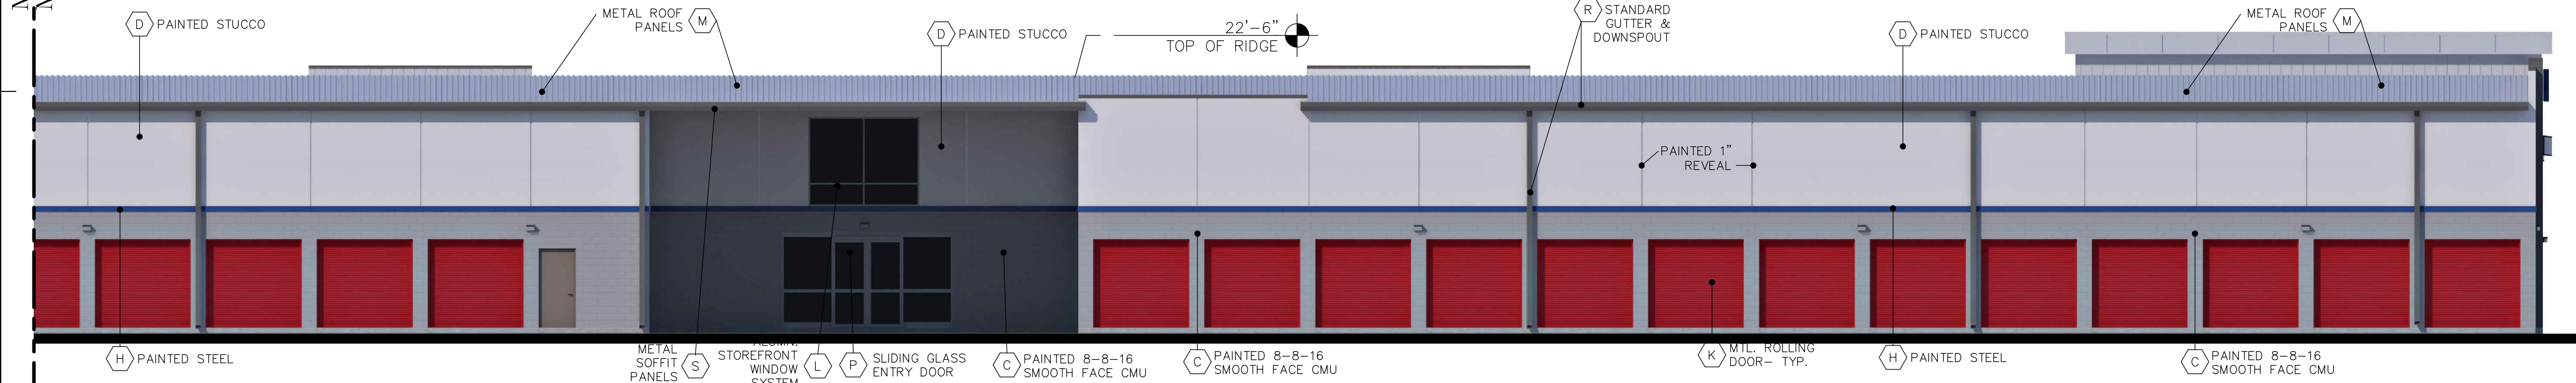 D PAINTED STUCCO
METAL ROOF
PANELS M
D PAINTED STUCCO
22'-6"
TOP OF RIDGE
R STANDARD
GUTTER &
DOWNSPOUT
D PAINTED STUCCO
METAL ROOF
PANELS M
PAINTED 1"
REVEAL
H PAINTED STEEL
METAL
SOFFIT
PANELS S
ALUMN.
STOREFRONT
WINDOW
SYSTEM L
P SLIDING GLASS
ENTRY DOOR
C PAINTED 8-8-16
SMOOTH FACE CMU
C PAINTED 8-8-16
SMOOTH FACE CMU
K MTL. ROLLING
DOOR- TYP.
H PAINTED STEEL
C PAINTED 8-8-16
SMOOTH FACE CMU